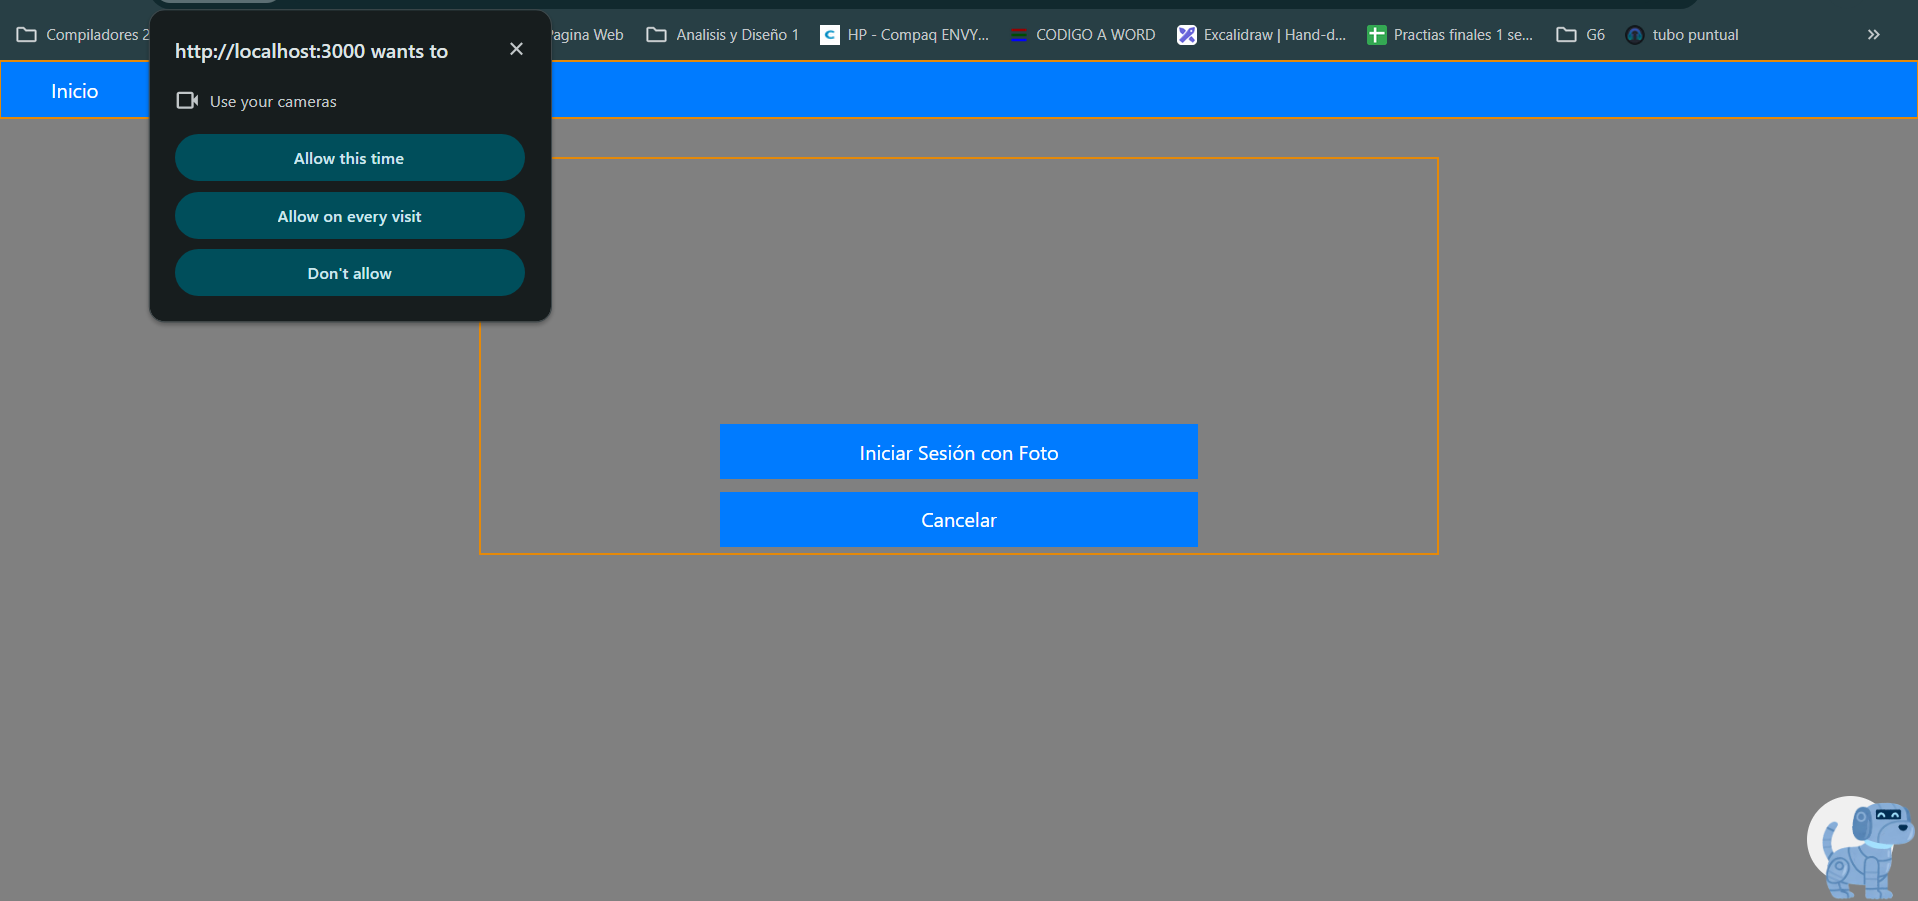 Compiladores 2
agina Web
Analisis y Diseño 1
HP - Compaq ENVY...
CODIGO A WORD
Excalidraw | Hand-d...
Practias finales 1 se...
G6
tubo puntual
http://localhost:3000 wants to
Use your cameras
Allow this time
Allow on every visit
Don't allow
Inicio
Iniciar Sesión con Foto
Cancelar